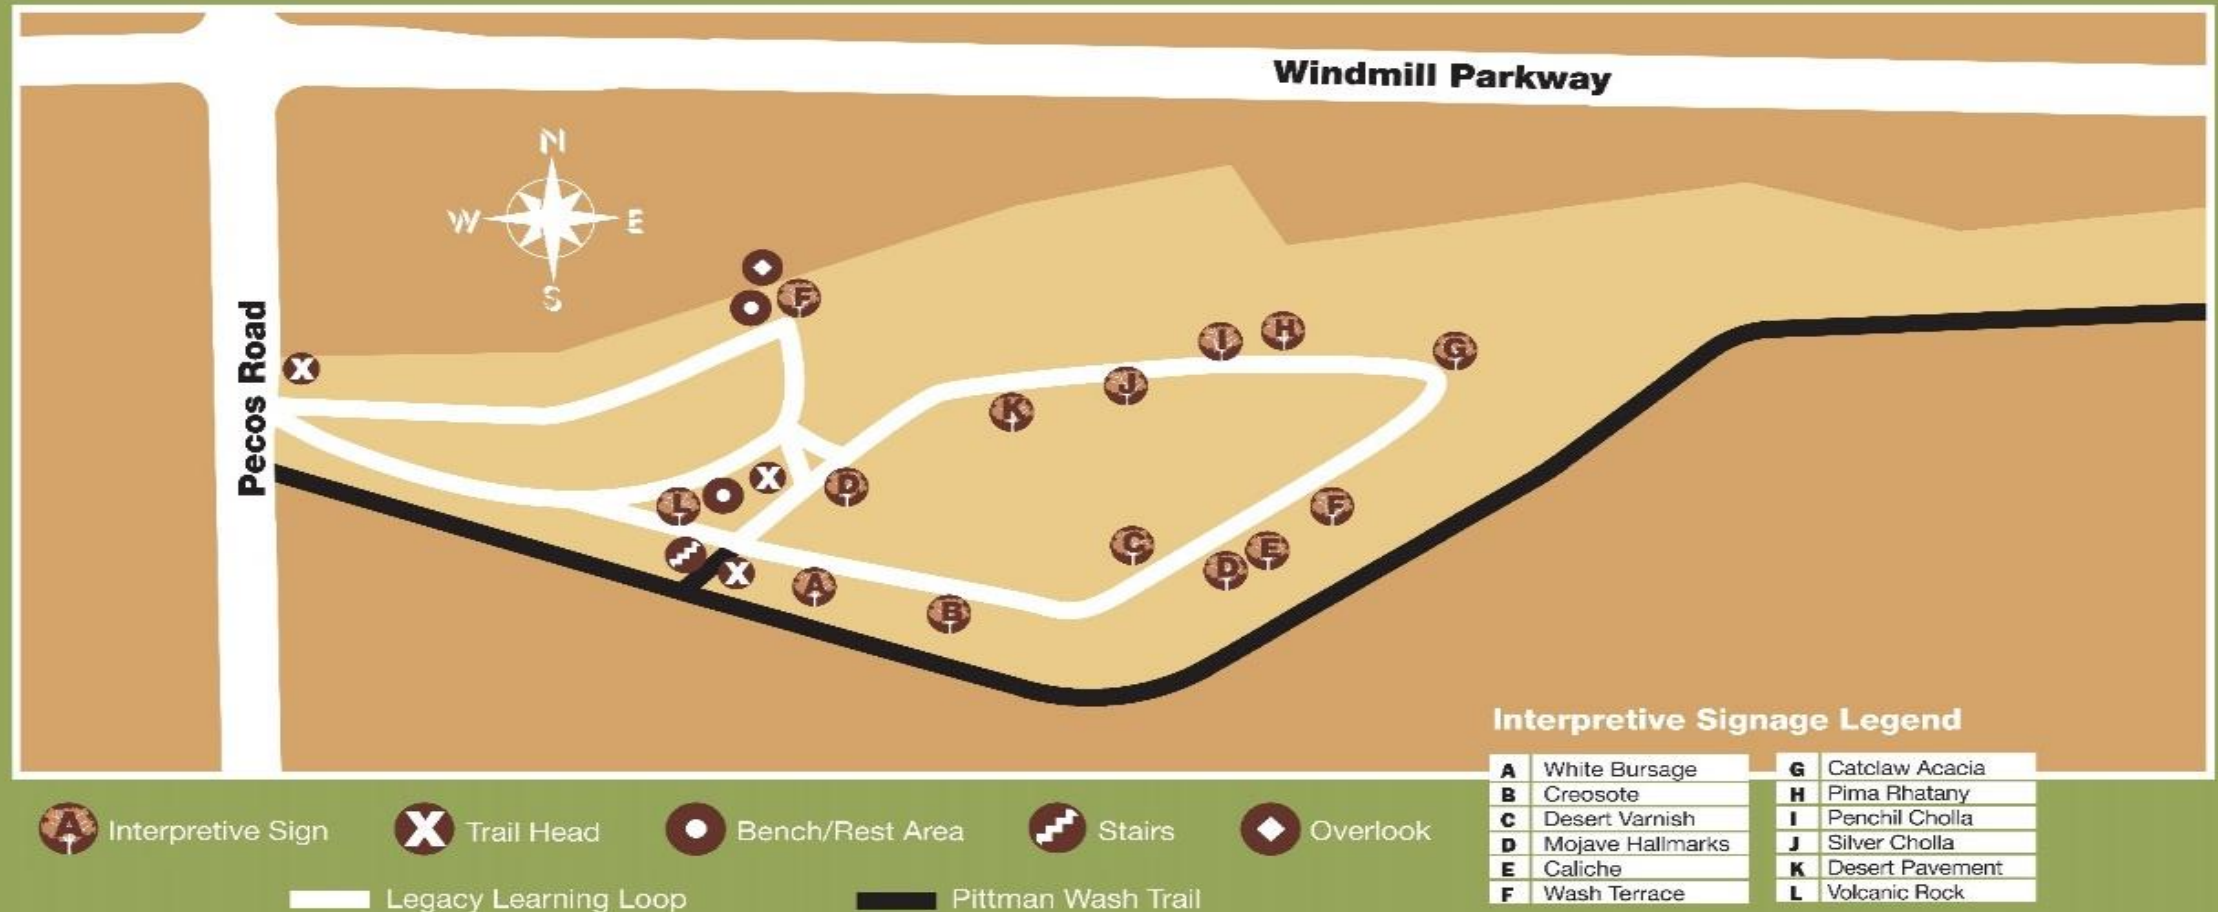 Windmill Parkway
N
W E
S
Pecos Road
X
F
I
H
G
J
K
X
L
D
F
C
E
D
X
A
B
Interpretive Signage Legend
A White Bursage
B Creosote
C Desert Varnish
D Mojave Hallmarks
E Caliche
F Wash Terrace
G Catclaw Acacia
H Pima Rhatany
I Penchil Cholla
J Silver Cholla
K Desert Pavement
L Volcanic Rock
A Interpretive Sign
X Trail Head
Bench/Rest Area
Stairs
Overlook
Legacy Learning Loop
Pittman Wash Trail